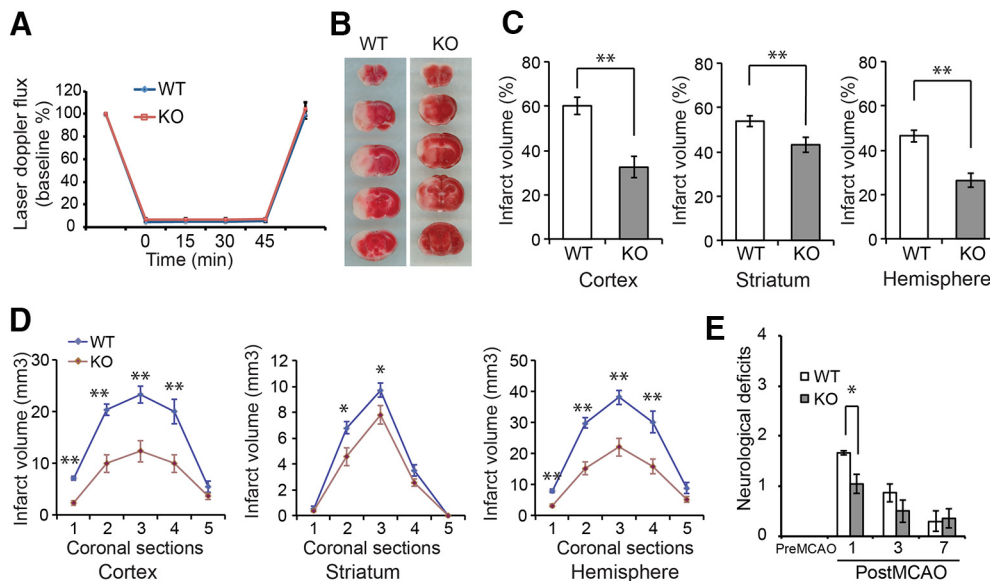 A
Laser doppler flux
(baseline %)
120
100
80
60
40
20
0
WT
KO
0 15 30 45
Time (min)
B
WT KO
C
Infarct volume (%)
80
60
40
20
0
**
WT KO
Cortex
Infarct volume (%)
80
60
40
20
0
**
WT KO
Striatum
Infarct volume (%)
80
60
40
20
0
**
WT KO
Hemisphere
D
WT
KO
Infarct volume (mm3)
30
20
10
0
**
**
**
**
1 2 3 4 5
Coronal sections
Cortex
Infarct volume (mm3)
12
10
8
6
4
2
0
*
*
1 2 3 4 5
Coronal sections
Striatum
Infarct volume (mm3)
50
40
30
20
10
0
**
**
**
**
1 2 3 4 5
Coronal sections
Hemisphere
E
Neurological deficits
4
3
2
1
0
WT
KO
*
PreMCAO 1 3 7
PostMCAO